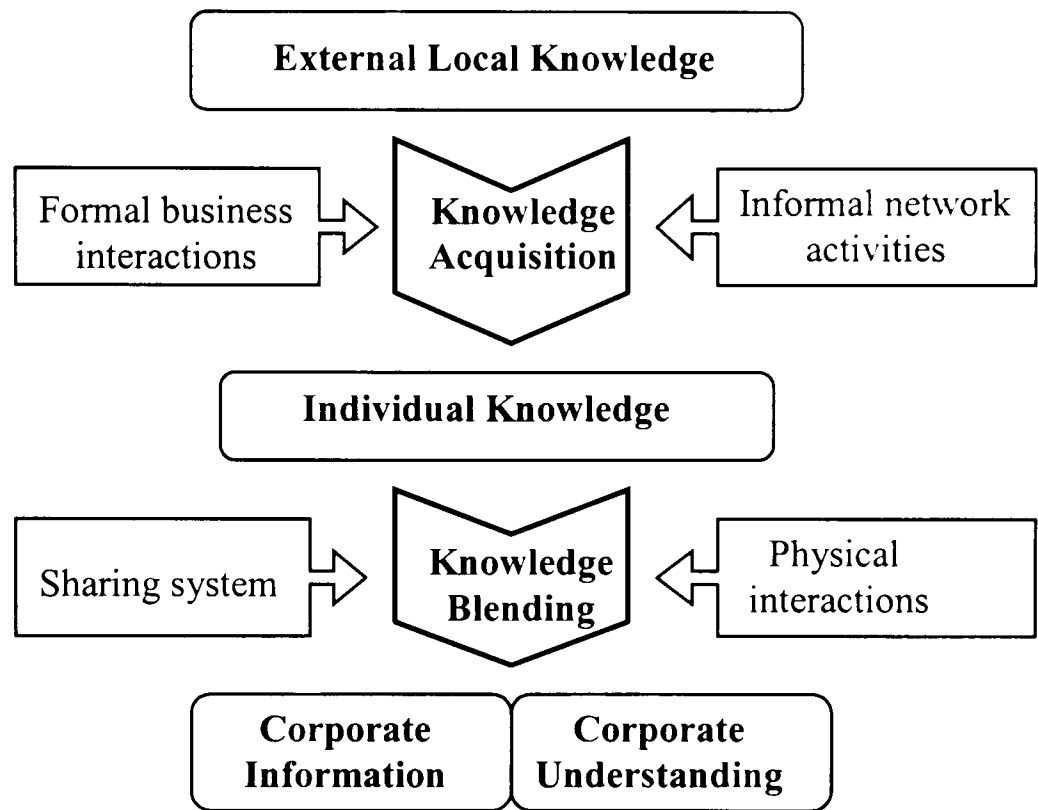 External Local Knowledge
Formal business
interactions
Knowledge
Acquisition
Informal network
activities
Individual Knowledge
Sharing system
Knowledge
Blending
Physical
interactions
Corporate
Information
Corporate
Understanding